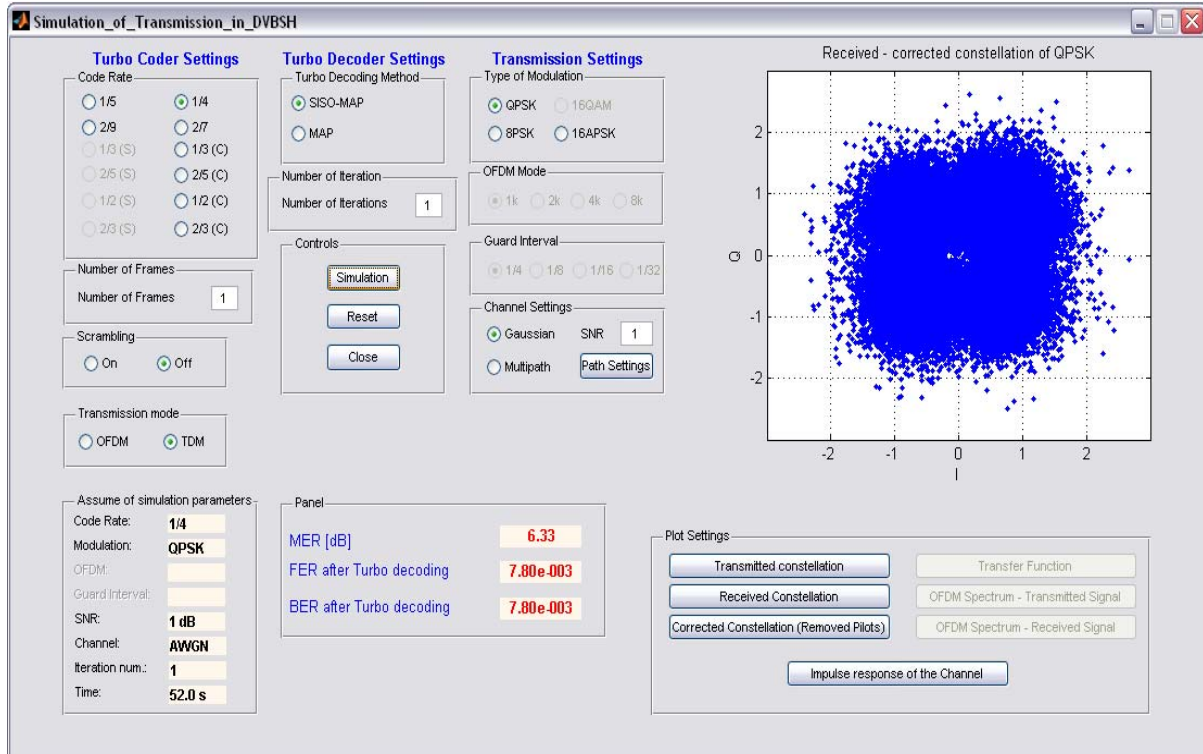 Simulation_of_Transmission_in_DVBSH
Turbo Coder Settings
Code Rate
1/5 1/4
2/9 2/7
1/3 (S) 1/3 (C)
2/5 (S) 2/5 (C)
1/2 (S) 1/2 (C)
2/3 (S) 2/3 (C)
Number of Frames
Number of Frames 1
Scrambling
On Off
Transmission mode
OFDM TDM
Turbo Decoder Settings
Turbo Decoding Method
SISO-MAP
MAP
Number of Iteration
Number of Iterations 1
Controls
Simulation
Reset
Close
Transmission Settings
Type of Modulation
QPSK 16QAM
8PSK 16APSK
OFDM Mode
1k 2k 4k 8k
Guard Interval
1/4 1/8 1/16 1/32
Channel Settings
Gaussian SNR 1
Multipath Path Settings
Received - corrected constellation of QPSK
2
1
0
-1
-2
Q
-2 -1 0 1 2
I
Assume of simulation parameters
Code Rate: 1/4
Modulation: QPSK
OFDM:
Guard Interval:
SNR: 1 dB
Channel: AWGN
Iteration num.: 1
Time: 52.0 s
Panel
MER [dB] 6.33
FER after Turbo decoding 7.80e-003
BER after Turbo decoding 7.80e-003
Plot Settings
Transmitted constellation Transfer Function
Received Constellation OFDM Spectrum - Transmitted Signal
Corrected Constellation (Removed Pilots) OFDM Spectrum - Received Signal
Impulse response of the Channel